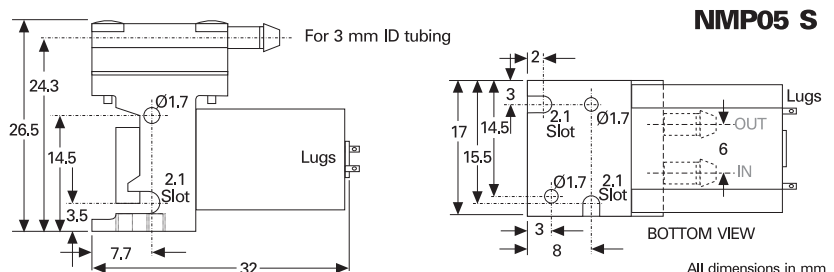 NMP05 S
For 3 mm ID tubing
24.3
26.5
Ø1.7
14.5
Lugs
2.1
Slot
3.5
7.7
32
2
3
Lugs
2.1
Slot
Ø1.7
OUT
17
14.5
15.5
6
IN
Ø1.7
2.1
Slot
3
8
BOTTOM VIEW
All dimensions in mm